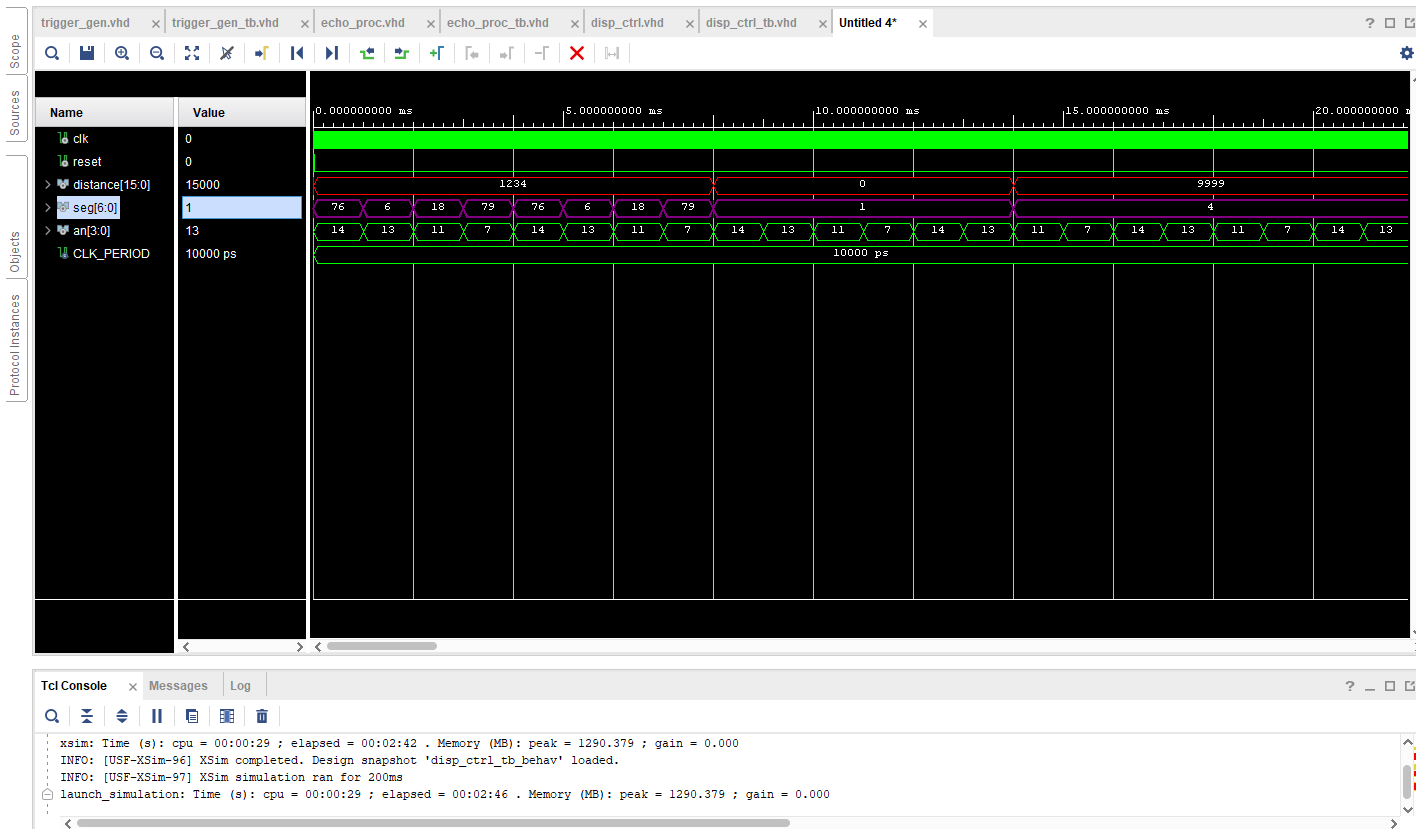 trigger_gen.vhd trigger_gen_tb.vhd echo_proc.vhd echo_proc_tb.vhd disp_ctrl.vhd disp_ctrl_tb.vhd Untitled 4* ?
Scope
Sources
Objects
Protocol Instances
Name Value
0.000000000 ms 5.000000000 ms 10.000000000 ms 15.000000000 ms 20.000000000
clk 0
reset 0
distance[15:0] 15000 1234 0 9999
seg[6:0] 1 76 6 18 79 76 6 18 79 1 4
an[3:0] 13 14 13 11 7 14 13 11 7 14 13 11 7 14 13 11 7 14 13 11 7 14 13
CLK_PERIOD 10000 ps 10000 ps
Tcl Console Messages Log ?
xsim: Time (s): cpu = 00:00:29 ; elapsed = 00:02:42 . Memory (MB): peak = 1290.379 ; gain = 0.000
INFO: [USF-XSim-96] XSim completed. Design snapshot 'disp_ctrl_tb_behav' loaded.
INFO: [USF-XSim-97] XSim simulation ran for 200ms
launch_simulation: Time (s): cpu = 00:00:29 ; elapsed = 00:02:46 . Memory (MB): peak = 1290.379 ; gain = 0.000